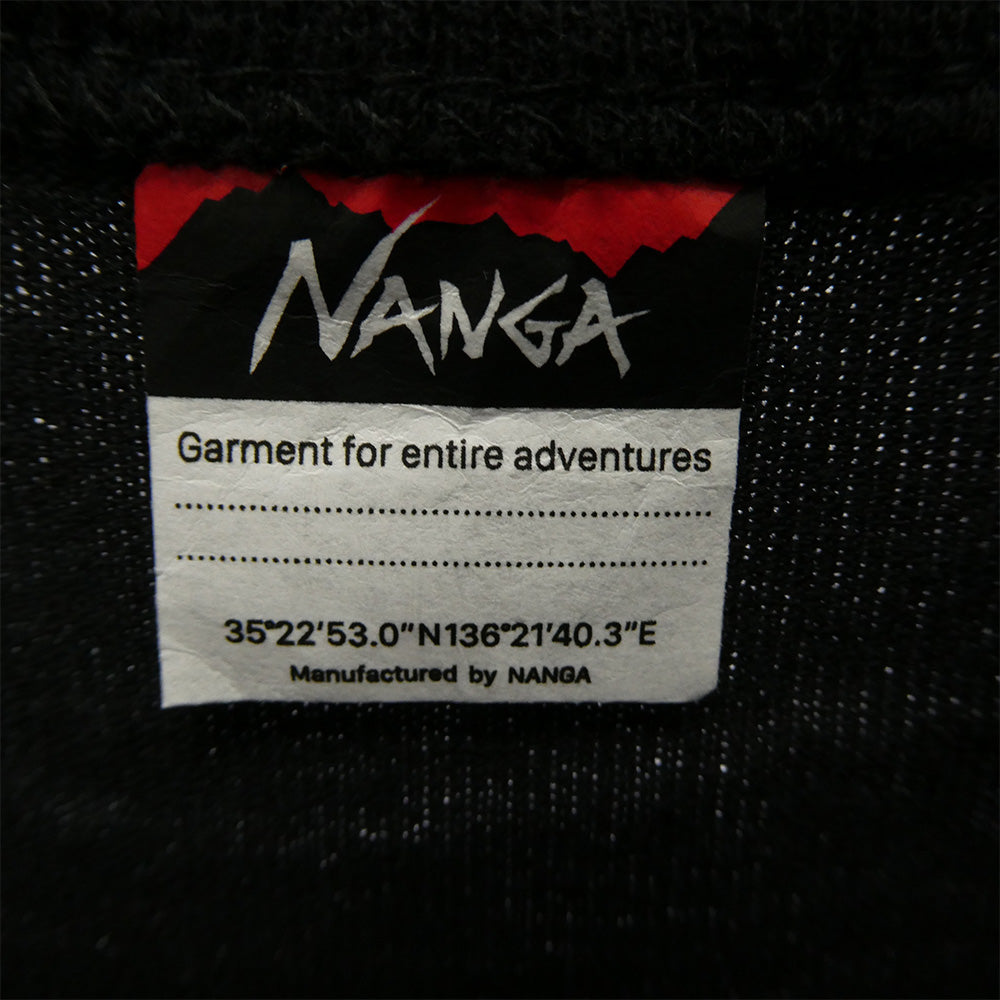 NANGA
Garment for entire adventures
35°22'53.0"N136°21'40.3"E
Manufactured by NANGA